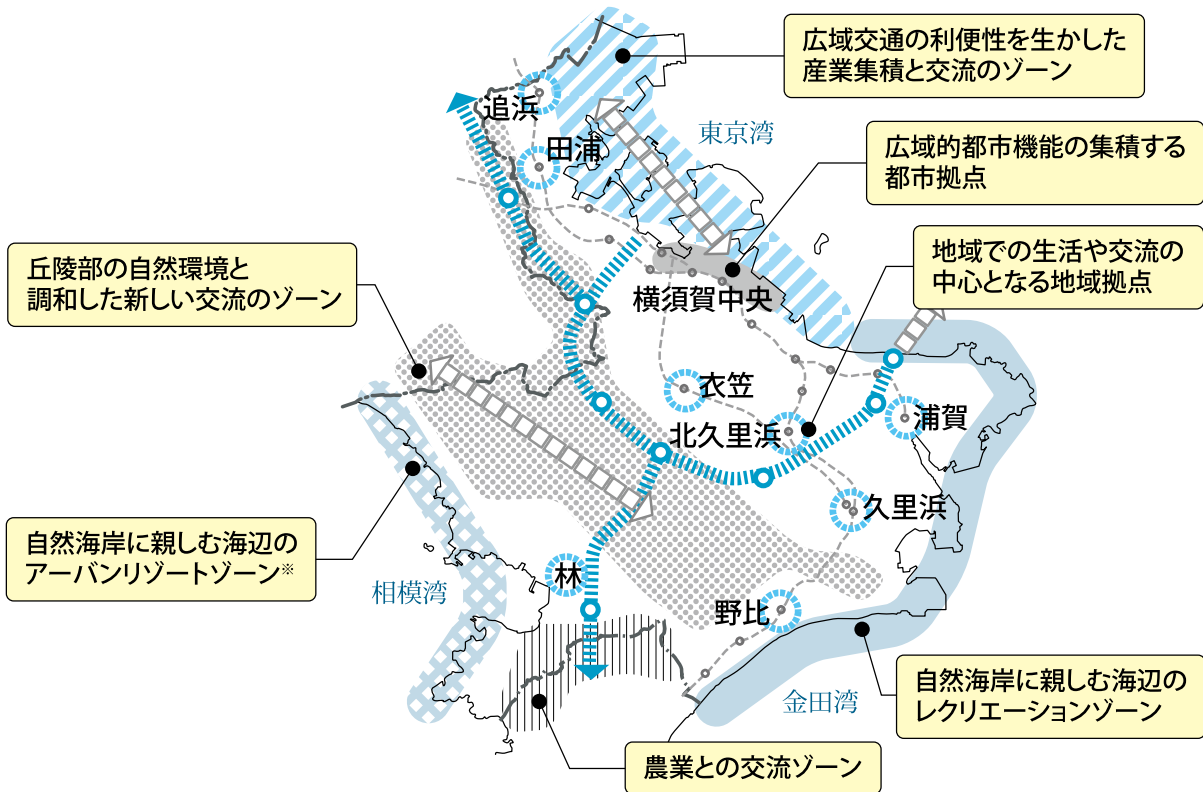 広域交通の利便性を生かした
産業集積と交流のゾーン
追浜
東京湾
田浦
広域的都市機能の集積する
都市拠点
地域での生活や交流の
中心となる地域拠点
丘陵部の自然環境と
調和した新しい交流のゾーン
横須賀中央
衣笠
浦賀
北久里浜
久里浜
自然海岸に親しむ海辺の
アーバンリゾートゾーン※
相模湾
林
野比
金田湾
自然海岸に親しむ海辺の
レクリエーションゾーン
農業との交流ゾーン